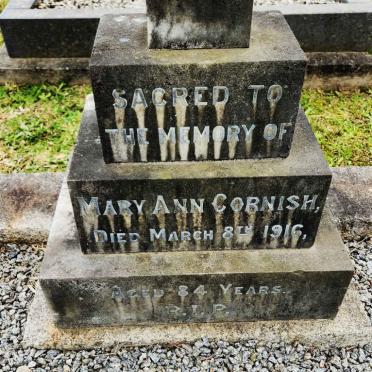 SACRED TO
THE MEMORY OF
MARY ANN CORNISH,
DIED MARCH 8TH 1916,
AGED 84 YEARS.
R.I.P.